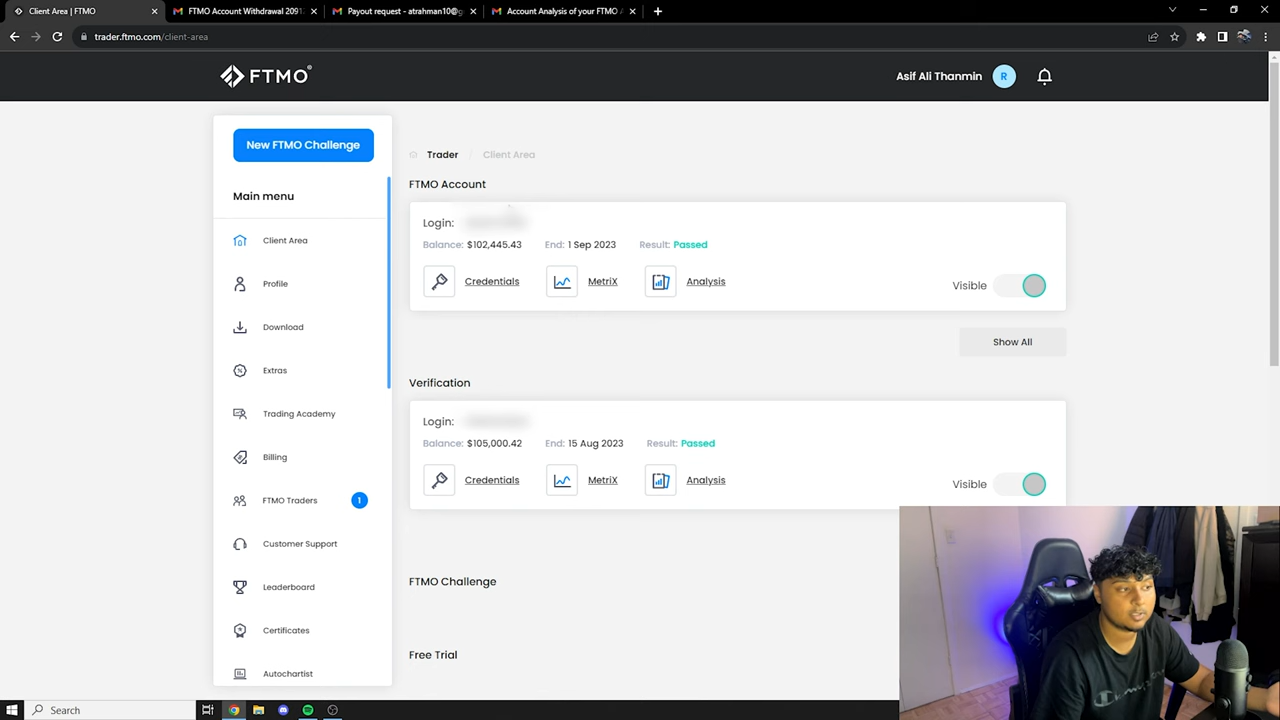 Client Area | FTMO
FTMO Account Withdrawal 2091
Payout request - atrahman10@g
Account Analysis of your FTMO A
trader.ftmo.com/client-area
FTMO
Asif Ali Thanmin
R
New FTMO Challenge
Main menu
Client Area
Profile
Download
Extras
Trading Academy
Billing
FTMO Traders 1
Customer Support
Leaderboard
Certificates
Autochartist
Trader / Client Area
FTMO Account
Login:
Balance: $102,445.43 End: 1 Sep 2023 Result: Passed
Credentials MetriX Analysis Visible
Show All
Verification
Login:
Balance: $105,000.42 End: 15 Aug 2023 Result: Passed
Credentials MetriX Analysis Visible
FTMO Challenge
Free Trial
Search